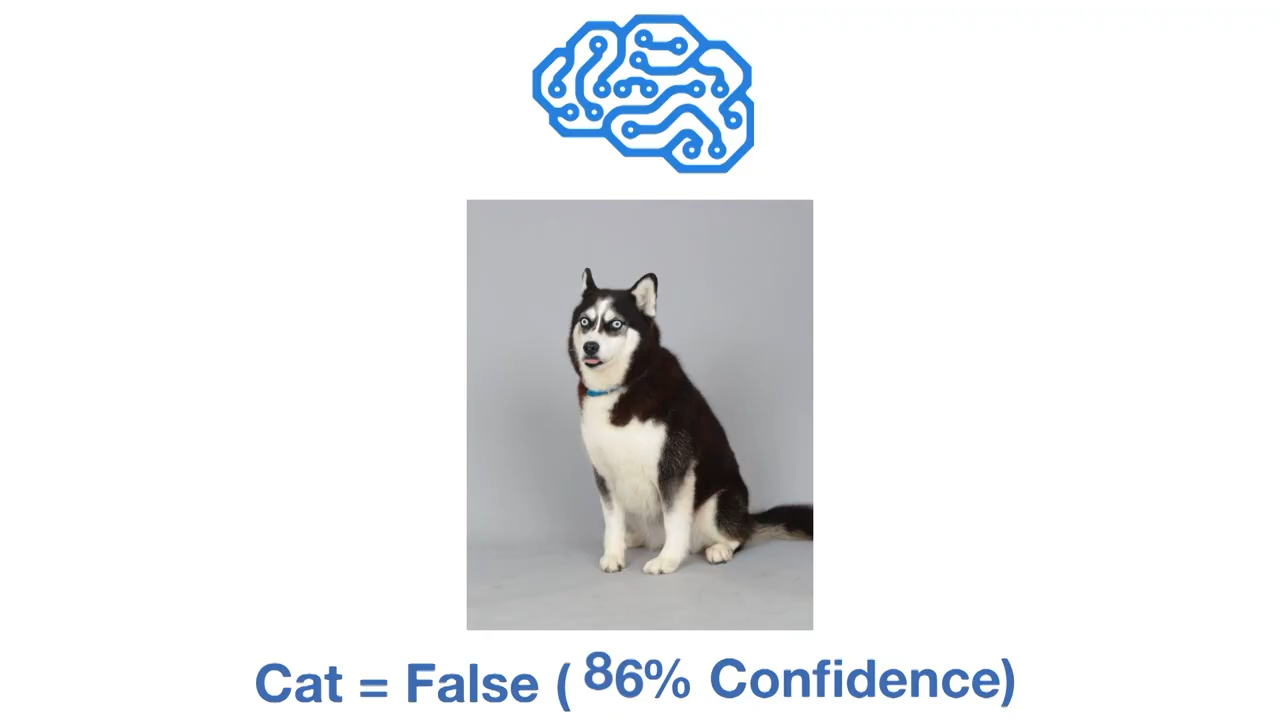 Cat = False ( 86% Confidence)